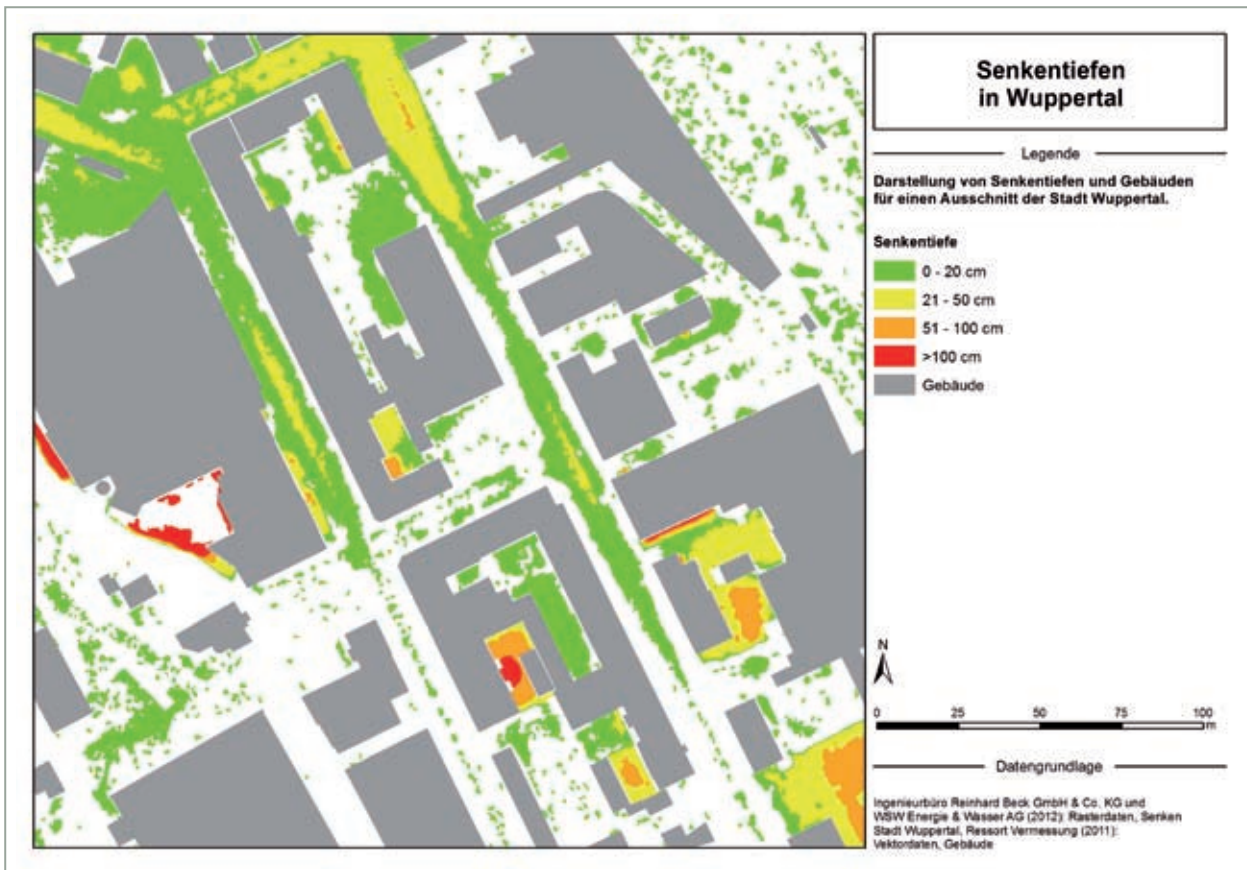 Senkentiefen
in Wuppertal
Legende
Darstellung von Senkentiefen und Gebäuden
für einen Ausschnitt der Stadt Wuppertal.
Senkentiefe
0 - 20 cm
21 - 50 cm
51 - 100 cm
>100 cm
Gebäude
N
0 25 50 75 100
m
Datengrundlage
Ingenieurbüro Reinhard Beck GmbH & Co. KG und
WSW Energie & Wasser AG (2012): Rasterdaten, Senken
Stadt Wuppertal, Ressort Vermessung (2011):
Vektordaten, Gebäude